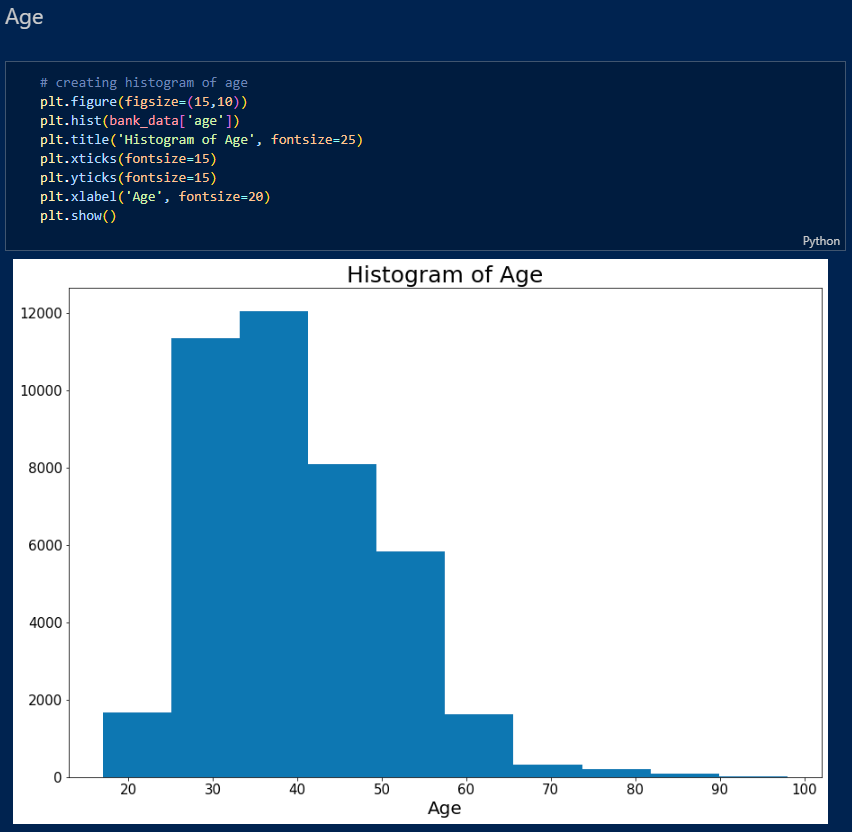 Age
# creating histogram of age
plt.figure(figsize=(15,10))
plt.hist(bank_data['age'])
plt.title('Histogram of Age', fontsize=25)
plt.xticks(fontsize=15)
plt.yticks(fontsize=15)
plt.xlabel('Age', fontsize=20)
plt.show()
Python
Histogram of Age
12000
10000
8000
6000
4000
2000
0
20 30 40 50 60 70 80 90 100
Age